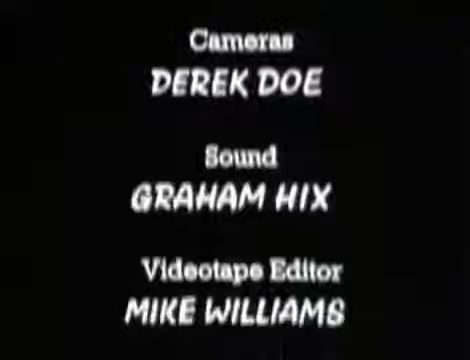 Cameras
DEREK DOE
Sound
GRAHAM HIX
Videotape Editor
MIKE WILLIAMS